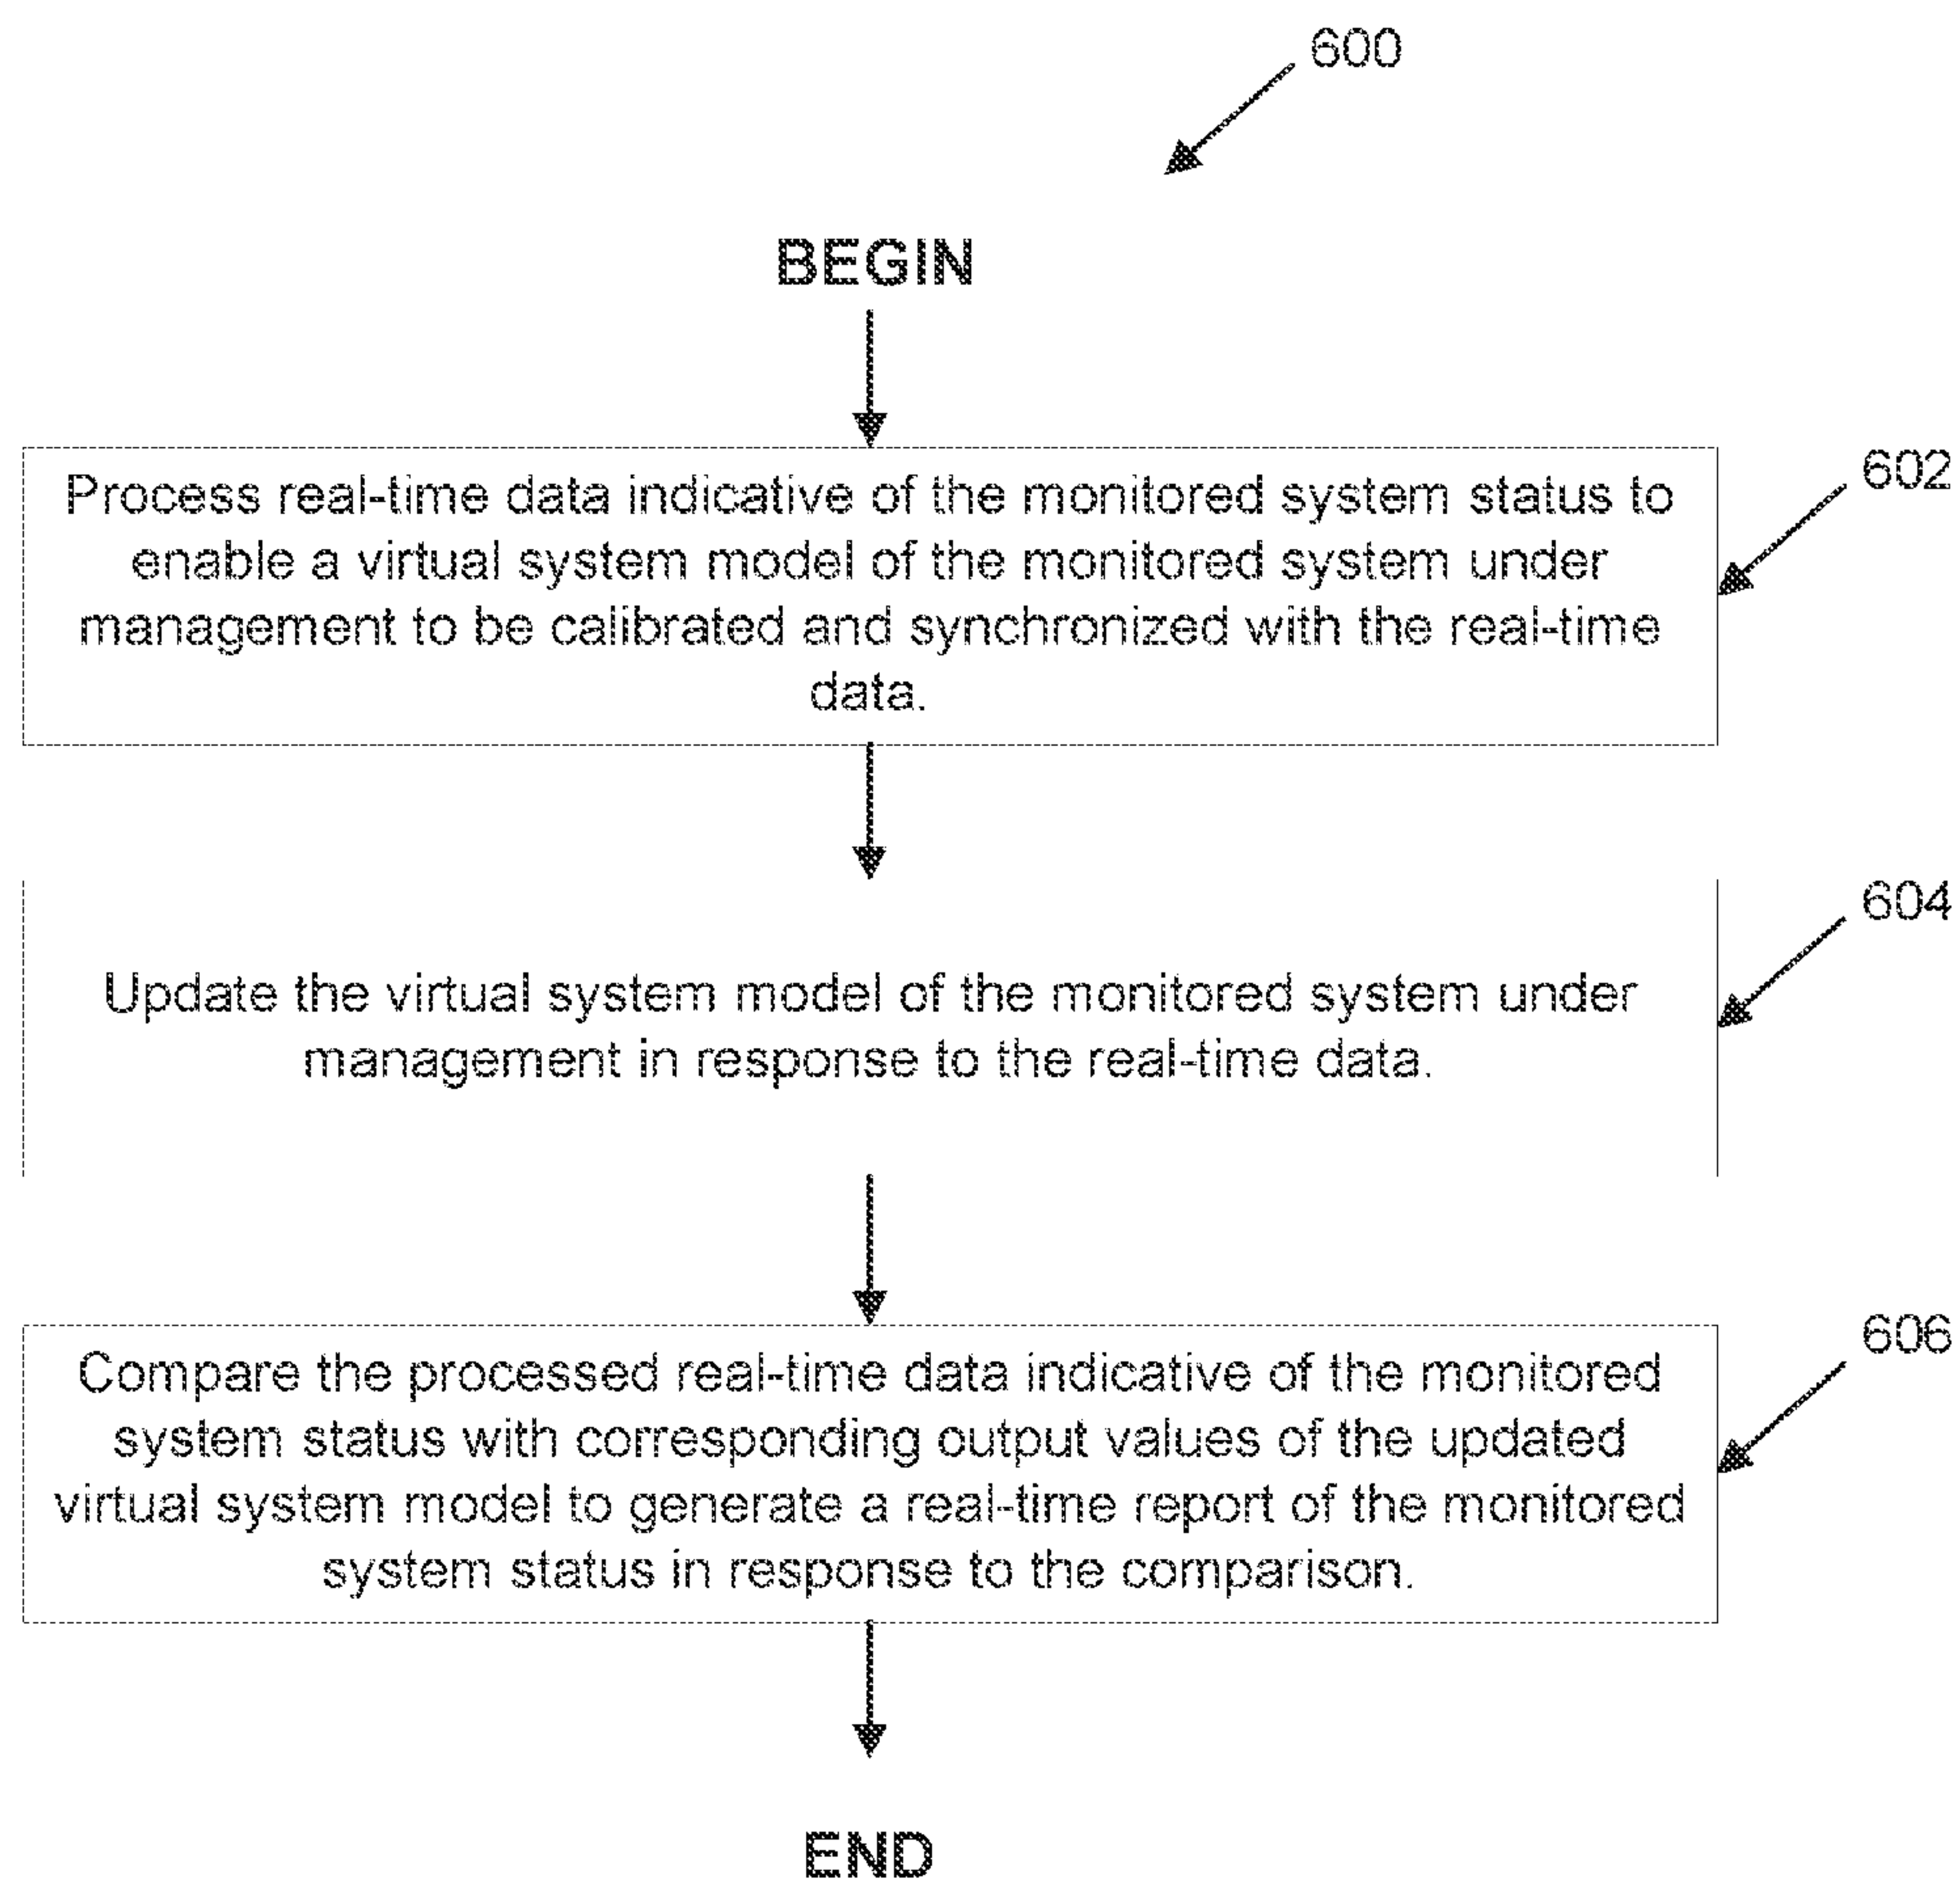 600
BEGIN
602
Process real-time data indicative of the monitored system status to
enable a virtual system model of the monitored system under
management to be calibrated and synchronized with the real-time
data.
604
Update the virtual system model of the monitored system under
management in response to the real-time data.
606
Compare the processed real-time data indicative of the monitored
system status with corresponding output values of the updated
virtual system model to generate a real-time report of the monitored
system status in response to the comparison.
END